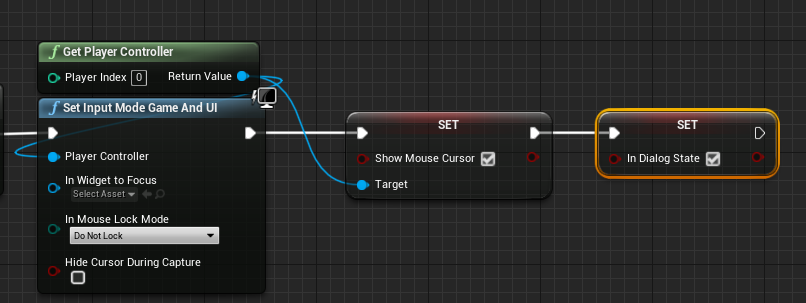 f Get Player Controller
Player Index 0 Return Value
f Set Input Mode Game And UI
Player Controller
In Widget to Focus
Select Asset
In Mouse Lock Mode
Do Not Lock
Hide Cursor During Capture
SET
Show Mouse Cursor
Target
SET
In Dialog State